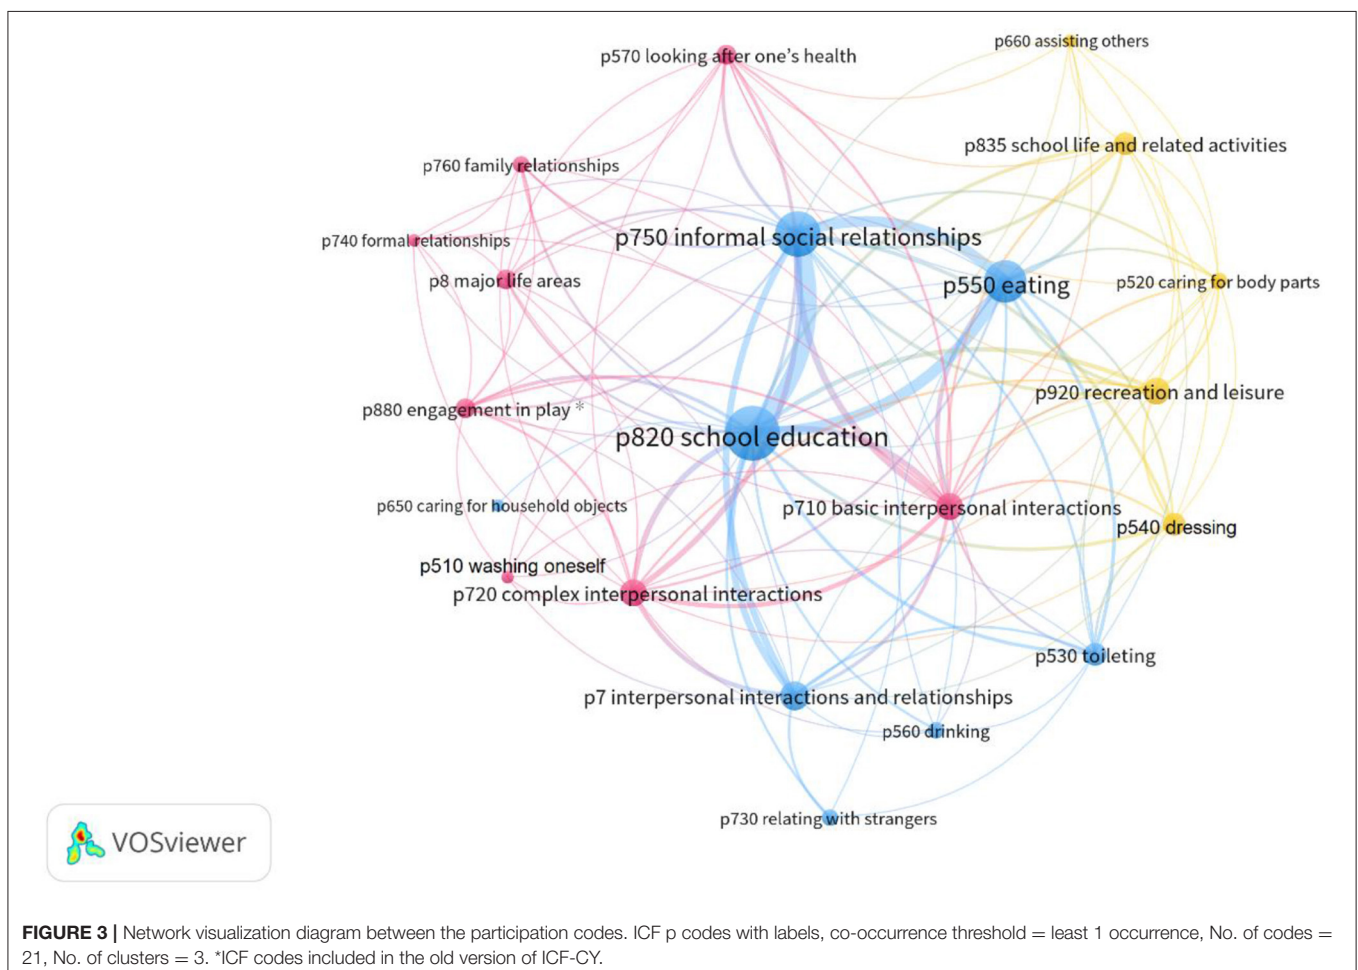 p570 looking after one's health
p660 assisting others
p835 school life and related activities
p760 family relationships
p740 formal relationships
p750 informal social relationships
p8 major life areas
p550 eating
p520 caring for body parts
p920 recreation and leisure
p880 engagement in play *
p820 school education
p650 caring for household objects
p710 basic interpersonal interactions
p540 dressing
p510 washing oneself
p720 complex interpersonal interactions
p530 toileting
p7 interpersonal interactions and relationships
p560 drinking
p730 relating with strangers
VOSviewer
FIGURE 3 | Network visualization diagram between the participation codes. ICF p codes with labels, co-occurrence threshold = least 1 occurrence, No. of codes =
21, No. of clusters = 3. *ICF codes included in the old version of ICF-CY.